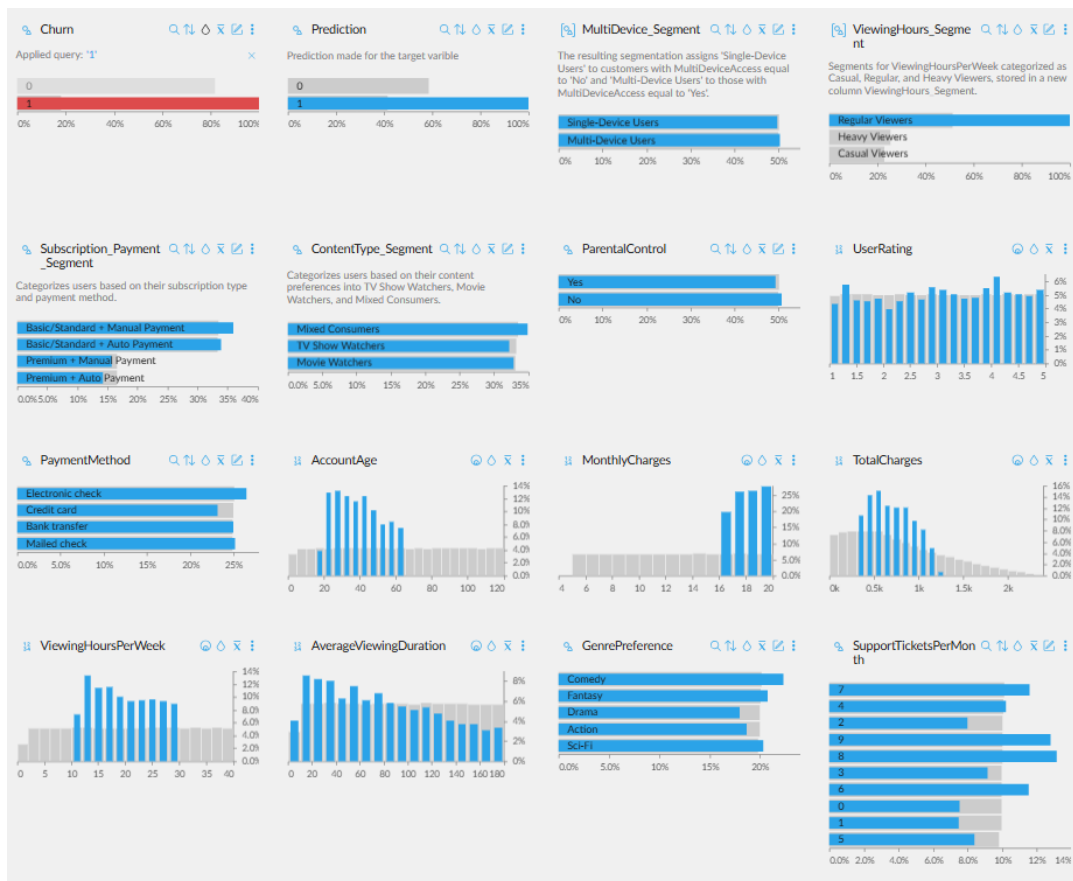 Churn
Applied query: '1'
0
1
0% 20% 40% 60% 80% 100%
Prediction
Prediction made for the target varible
0
1
0% 20% 40% 60% 80% 100%
MultiDevice_Segment
The resulting segmentation assigns 'Single-Device
Users' to customers with MultiDeviceAccess equal
to 'No' and 'Multi-Device Users' to those with
MultiDeviceAccess equal to 'Yes'.
Single-Device Users
Multi-Device Users
0% 10% 20% 30% 40% 50%
ViewingHours_Segme
nt
Segments for ViewingHoursPerWeek categorized as
Casual, Regular, and Heavy Viewers, stored in a new
column ViewingHours_Segment.
Regular Viewers
Heavy Viewers
Casual Viewers
0% 20% 40% 60% 80% 100%
Subscription_Payment
_Segment
Categorizes users based on their subscription type
and payment method.
Basic/Standard + Manual Payment
Basic/Standard + Auto Payment
Premium + Manual Payment
Premium + Auto Payment
0.0% 5.0% 10% 15% 20% 25% 30% 35% 40%
ContentType_Segment
Categorizes users based on their content
preferences into TV Show Watchers, Movie
Watchers, and Mixed Consumers.
Mixed Consumers
TV Show Watchers
Movie Watchers
0.0% 5.0% 10% 15% 20% 25% 30% 35%
ParentalControl
Yes
No
0% 10% 20% 30% 40% 50%
UserRating
6%
5%
4%
3%
2%
1%
0%
1 1.5 2 2.5 3 3.5 4 4.5 5
PaymentMethod
Electronic check
Credit card
Bank transfer
Mailed check
0.0% 5.0% 10% 15% 20% 25%
AccountAge
14%
12%
10%
8.0%
6.0%
4.0%
2.0%
0.0%
0 20 40 60 80 100 120
MonthlyCharges
25%
20%
15%
10%
5.0%
0.0%
4 6 8 10 12 14 16 18 20
TotalCharges
16%
14%
12%
10%
8.0%
6.0%
4.0%
2.0%
0.0%
0k 0.5k 1k 1.5k 2k
ViewingHoursPerWeek
14%
12%
10%
8.0%
6.0%
4.0%
2.0%
0.0%
0 5 10 15 20 25 30 35 40
AverageViewingDuration
8%
6%
4%
2%
0%
0 20 40 60 80 100 120 140 160 180
GenrePreference
Comedy
Fantasy
Drama
Action
Sci-Fi
0.0% 5.0% 10% 15% 20%
SupportTicketsPerMon
th
7
4
2
9
8
3
6
0
1
5
0.0% 2.0% 4.0% 6.0% 8.0% 10% 12% 14%